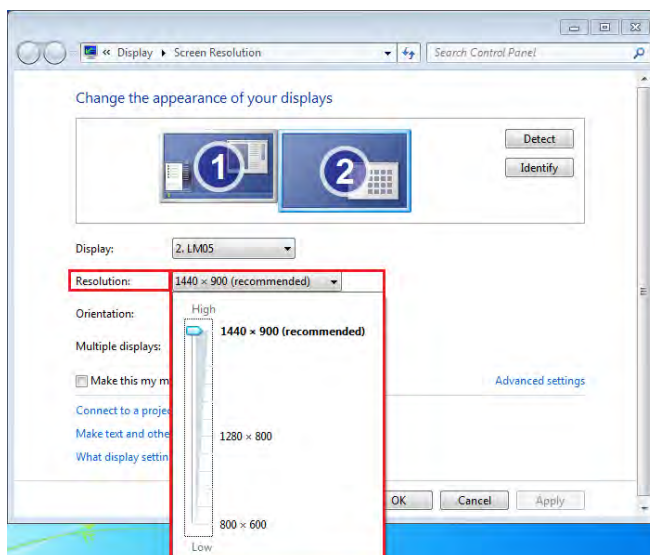 « Display ▸ Screen Resolution
Search Control Panel
Change the appearance of your displays
1
2
Detect
Identify
Display:
2. LM05
Resolution:
1440 × 900 (recommended)
Orientation:
High
1440 × 900 (recommended)
Multiple displays:
Make this my m
Advanced settings
Connect to a proje
1280 × 800
Make text and othe
What display settin
OK
Cancel
Apply
800 × 600
Low